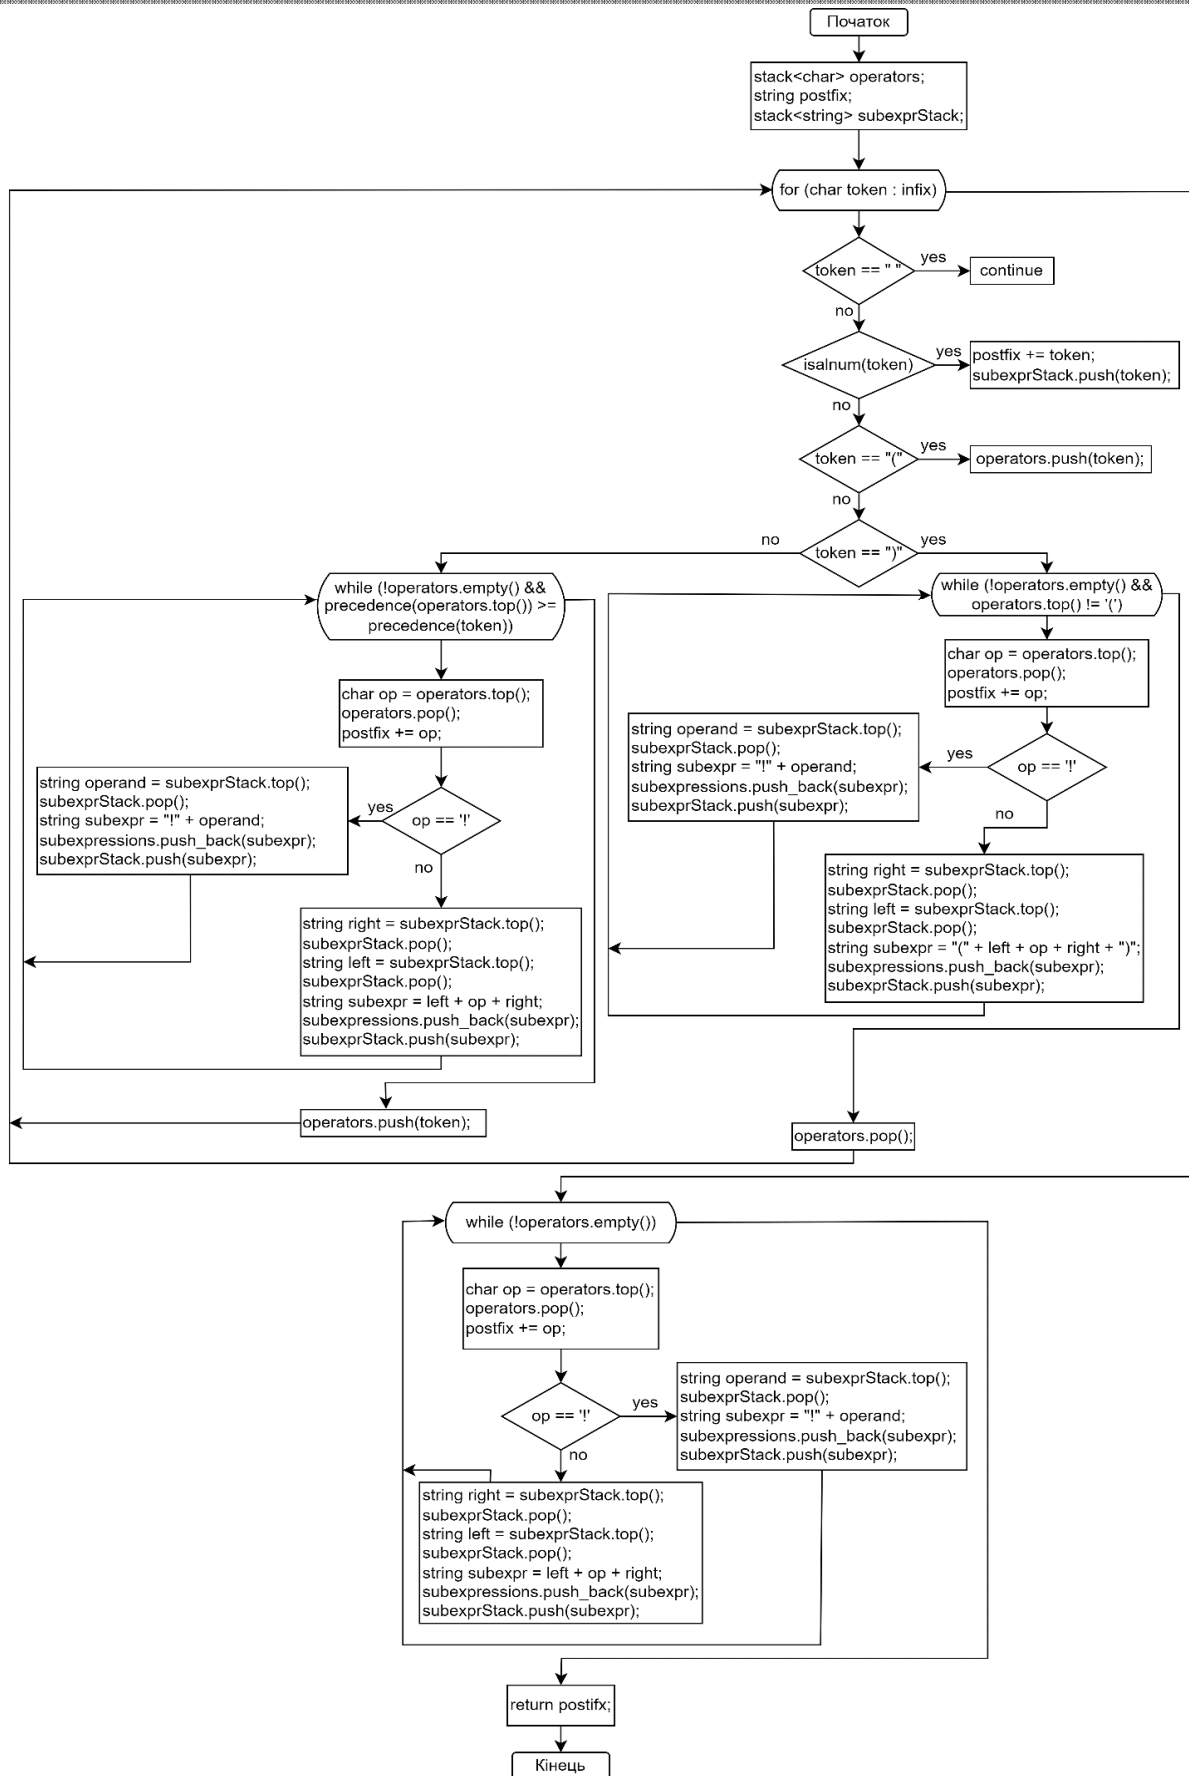 Початок
stack<char> operators;
string postfix;
stack<string> subexprStack;
for (char token : infix)
token == " "
yes
continue
no
isalnum(token)
yes
postfix += token;
subexprStack.push(token);
no
token == "("
yes
operators.push(token);
no
token == ")"
no
yes
while (!operators.empty() &&
precedence(operators.top()) >=
precedence(token))
char op = operators.top();
operators.pop();
postfix += op;
op == '!'
yes
string operand = subexprStack.top();
subexprStack.pop();
string subexpr = "!" + operand;
subexpressions.push_back(subexpr);
subexprStack.push(subexpr);
no
string right = subexprStack.top();
subexprStack.pop();
string left = subexprStack.top();
subexprStack.pop();
string subexpr = left + op + right;
subexpressions.push_back(subexpr);
subexprStack.push(subexpr);
operators.push(token);
while (!operators.empty() &&
operators.top() != '(')
char op = operators.top();
operators.pop();
postfix += op;
op == '!'
yes
string operand = subexprStack.top();
subexprStack.pop();
string subexpr = "!" + operand;
subexpressions.push_back(subexpr);
subexprStack.push(subexpr);
no
string right = subexprStack.top();
subexprStack.pop();
string left = subexprStack.top();
subexprStack.pop();
string subexpr = "(" + left + op + right + ")";
subexpressions.push_back(subexpr);
subexprStack.push(subexpr);
operators.pop();
while (!operators.empty())
char op = operators.top();
operators.pop();
postfix += op;
op == '!'
yes
string operand = subexprStack.top();
subexprStack.pop();
string subexpr = "!" + operand;
subexpressions.push_back(subexpr);
subexprStack.push(subexpr);
no
string right = subexprStack.top();
subexprStack.pop();
string left = subexprStack.top();
subexprStack.pop();
string subexpr = left + op + right;
subexpressions.push_back(subexpr);
subexprStack.push(subexpr);
return postifx;
Кінець